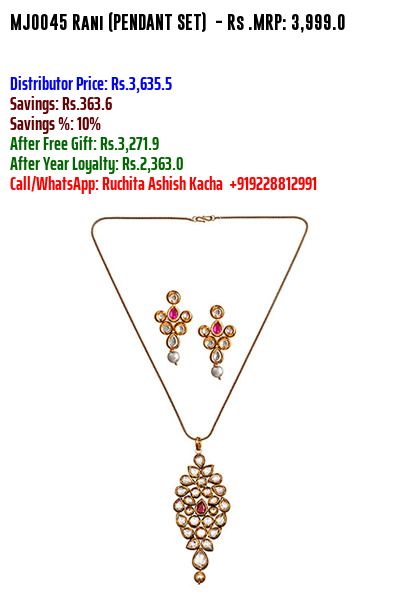 MJ0045 Rani (PENDANT SET) - Rs .MRP: 3,999.0
Distributor Price: Rs.3,635.5
Savings: Rs.363.6
Savings %: 10%
After Free Gift: Rs.3,271.9
After Year Loyalty: Rs.2,363.0
Call/WhatsApp: Ruchita Ashish Kacha +919228812991